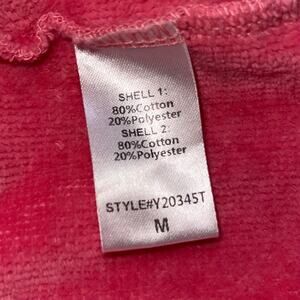 SHELL 1:
80%Cotton
20%Polyester
SHELL 2:
80%Cotton
20%Polyester
STYLE#Y20345T
M